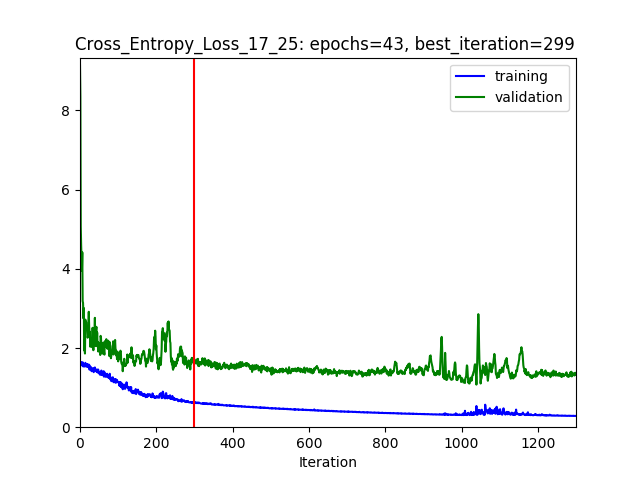 Cross_Entropy_Loss_17_25: epochs=43, best_iteration=299
training
validation
8
6
4
2
0
0 200 400 600 800 1000 1200
Iteration